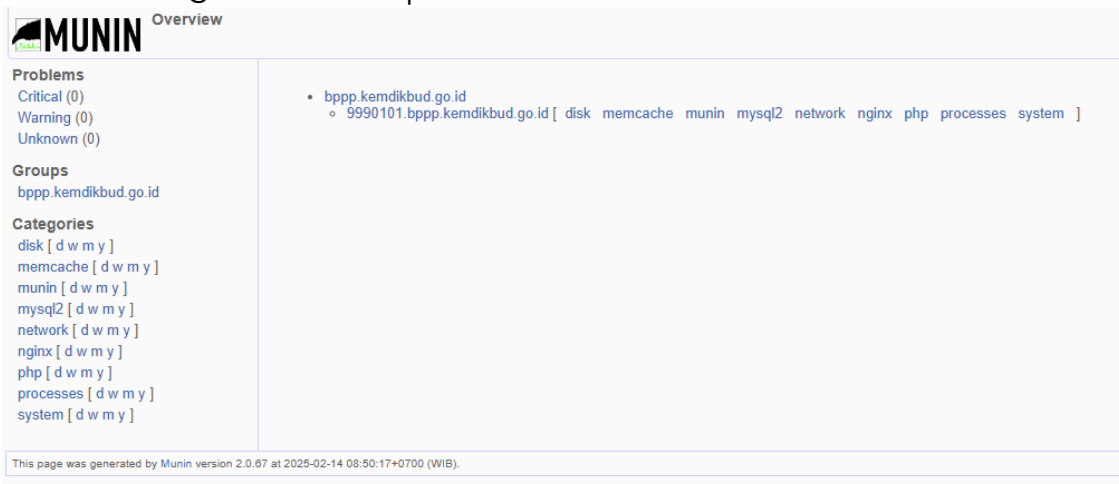 MUNIN
Overview
Problems
Critical (0)
Warning (0)
Unknown (0)
Groups
bppp.kemdikbud.go.id
Categories
disk [ d w m y ]
memcache [ d w m y ]
munin [ d w m y ]
mysql2 [ d w m y ]
network [ d w m y ]
nginx [ d w m y ]
php [ d w m y ]
processes [ d w m y ]
system [ d w m y ]
• bppp.kemdikbud.go.id
◦ 9990101.bppp.kemdikbud.go.id [ disk memcache munin mysql2 network nginx php processes system ]
This page was generated by Munin version 2.0.67 at 2025-02-14 08:50:17+0700 (WIB).